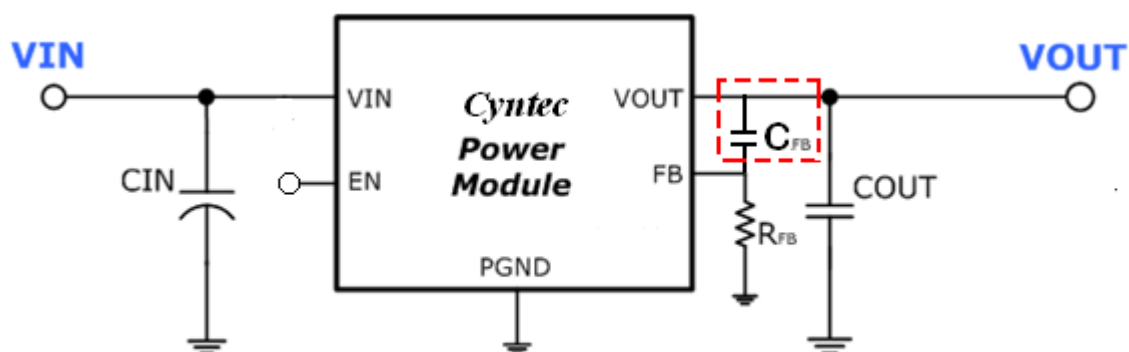 VIN
VOUT
VIN
Cyntec
VOUT
CFB
Power
Module
CIN
EN
FB
COUT
RFB
PGND